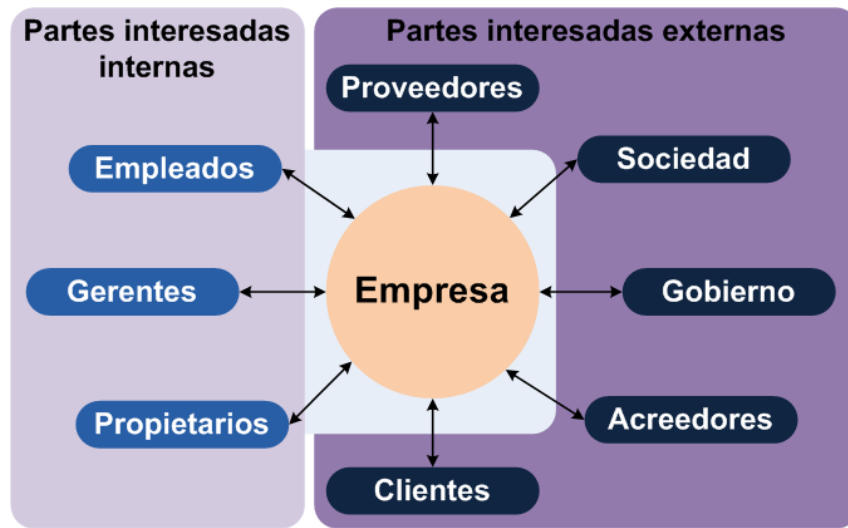 Partes interesadas
internas
Partes interesadas externas
Proveedores
Empleados
Sociedad
Gerentes
Empresa
Gobierno
Propietarios
Acreedores
Clientes